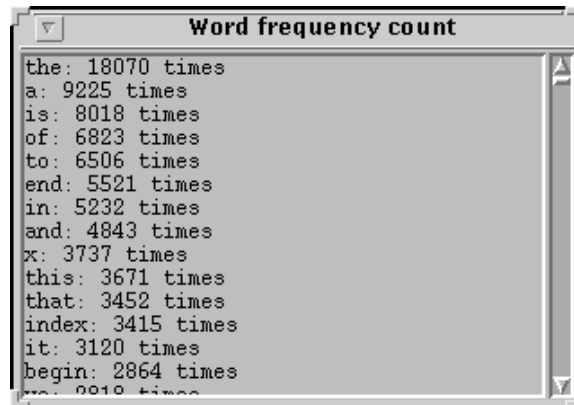 Word frequency count
the: 18070 times
a: 9225 times
is: 8018 times
of: 6823 times
to: 6506 times
end: 5521 times
in: 5232 times
and: 4843 times
x: 3737 times
this: 3671 times
that: 3452 times
index: 3415 times
it: 3120 times
begin: 2864 times